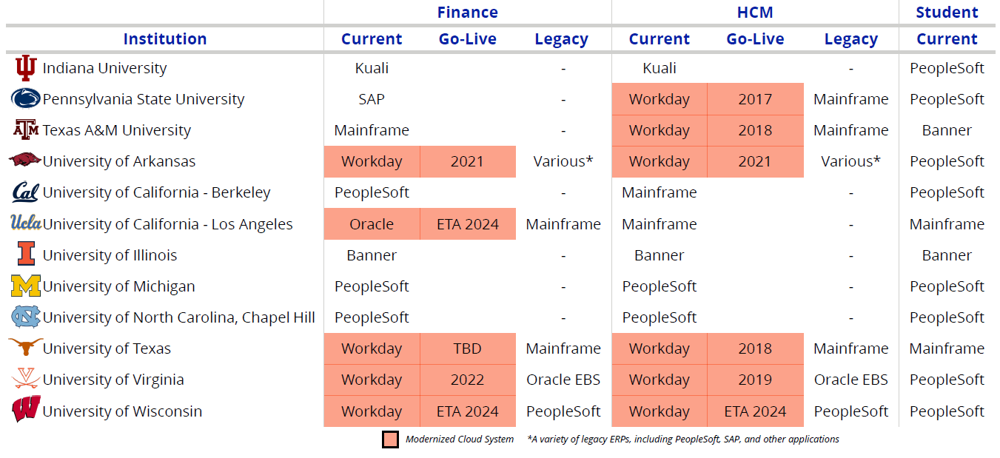 Finance HCM Student
Institution Current Go-Live Legacy Current Go-Live Legacy Current
Indiana University Kuali - Kuali - PeopleSoft
Pennsylvania State University SAP - Workday 2017 Mainframe PeopleSoft
ATM Texas A&M University Mainframe - Workday 2018 Mainframe Banner
University of Arkansas Workday 2021 Various* Workday 2021 Various* PeopleSoft
Cal University of California - Berkeley PeopleSoft - Mainframe - PeopleSoft
Ucla University of California - Los Angeles Oracle ETA 2024 Mainframe Mainframe - Mainframe
I University of Illinois Banner - Banner - Banner
M University of Michigan PeopleSoft - PeopleSoft - PeopleSoft
NC University of North Carolina, Chapel Hill PeopleSoft - PeopleSoft - PeopleSoft
University of Texas Workday TBD Mainframe Workday 2018 Mainframe Mainframe
V University of Virginia Workday 2022 Oracle EBS Workday 2019 Oracle EBS PeopleSoft
W University of Wisconsin Workday ETA 2024 PeopleSoft Workday ETA 2024 PeopleSoft PeopleSoft
Modernized Cloud System *A variety of legacy ERPs, including PeopleSoft, SAP, and other applications